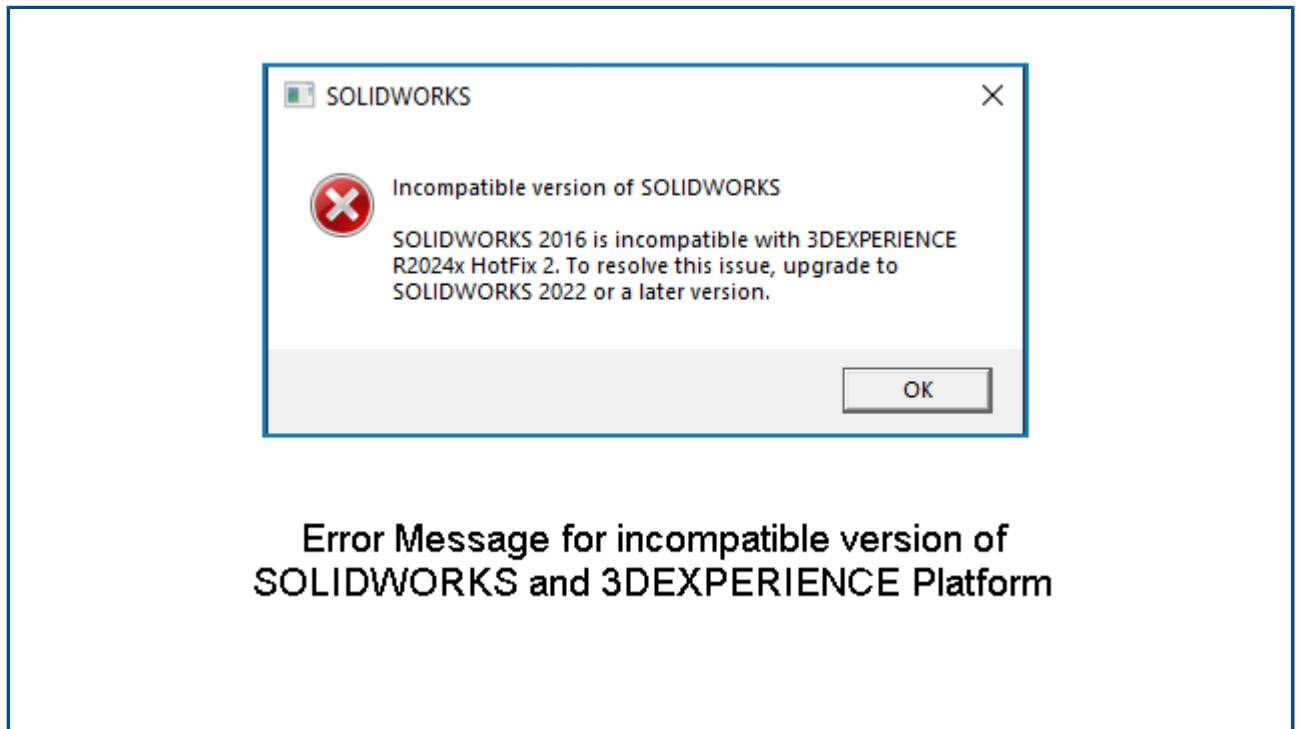 SOLIDWORKS
Incompatible version of SOLIDWORKS
SOLIDWORKS 2016 is incompatible with 3DEXPERIENCE
R2024x HotFix 2. To resolve this issue, upgrade to
SOLIDWORKS 2022 or a later version.
OK
Error Message for incompatible version of
SOLIDWORKS and 3DEXPERIENCE Platform